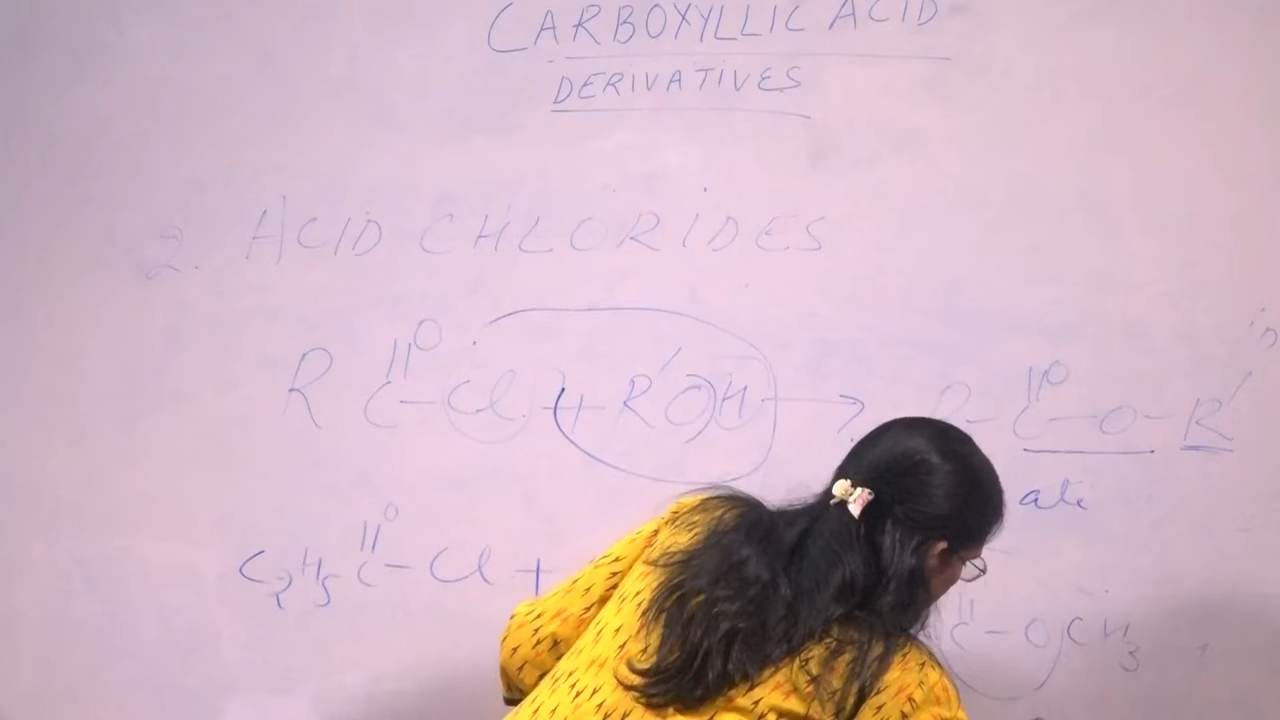 CARBOXYLLIC ACID
DERIVATIVES
2. ACID CHLORIDES
R C(=O)-Cl + R'OH → -C(=O)-O-R'
ate
C2H5 C(=O)-Cl +
C-OCH3